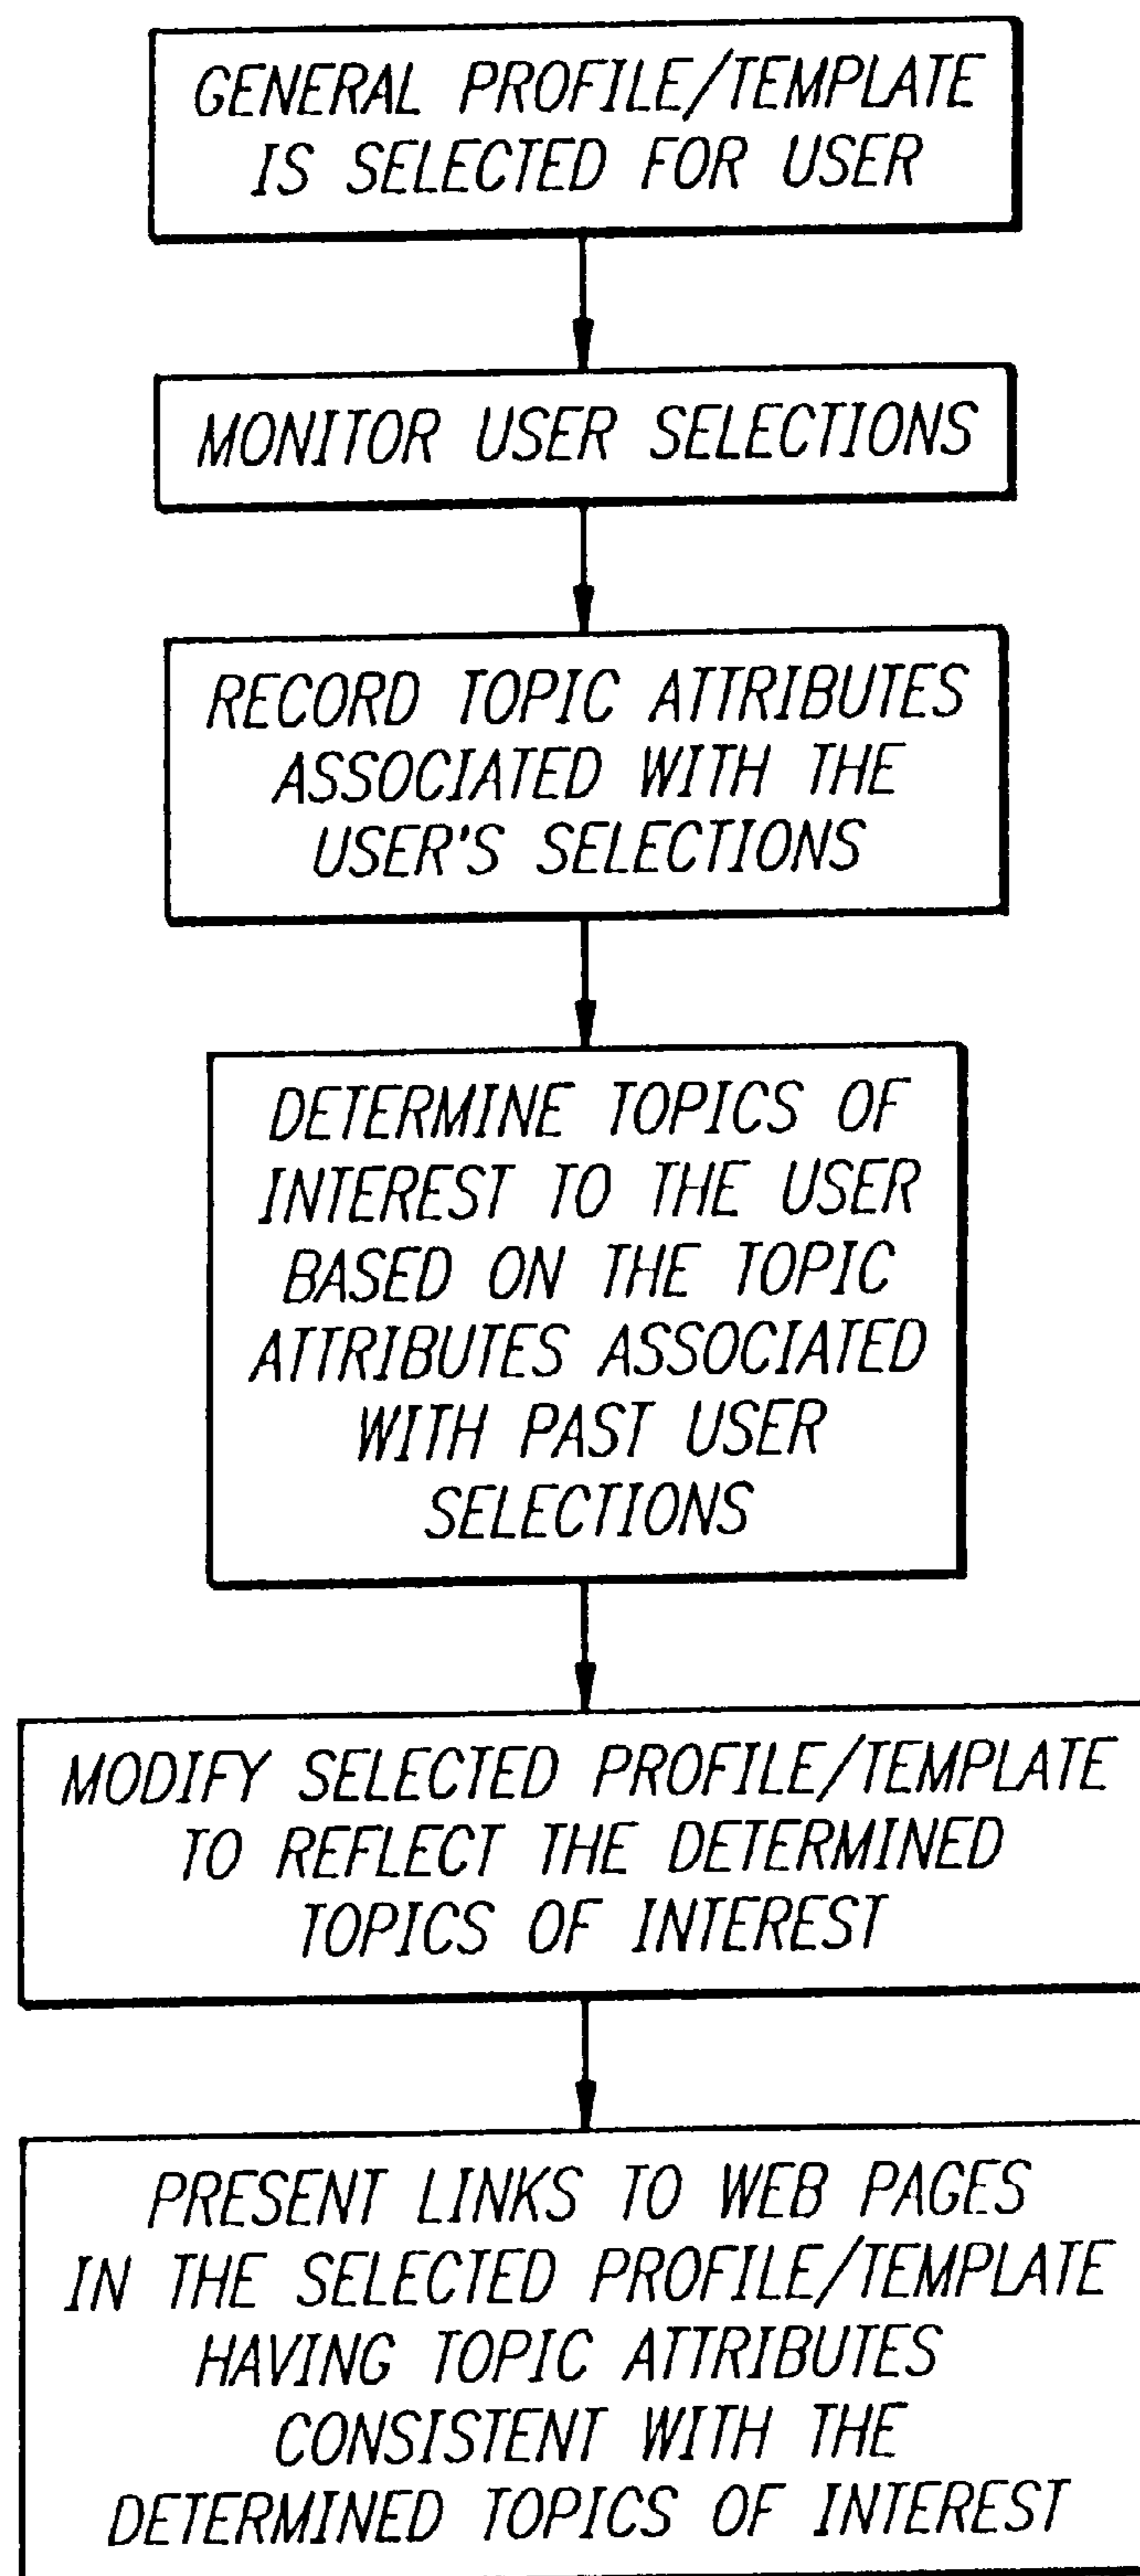 GENERAL PROFILE/TEMPLATE
IS SELECTED FOR USER
MONITOR USER SELECTIONS
RECORD TOPIC ATTRIBUTES
ASSOCIATED WITH THE
USER'S SELECTIONS
DETERMINE TOPICS OF
INTEREST TO THE USER
BASED ON THE TOPIC
ATTRIBUTES ASSOCIATED
WITH PAST USER
SELECTIONS
MODIFY SELECTED PROFILE/TEMPLATE
TO REFLECT THE DETERMINED
TOPICS OF INTEREST
PRESENT LINKS TO WEB PAGES
IN THE SELECTED PROFILE/TEMPLATE
HAVING TOPIC ATTRIBUTES
CONSISTENT WITH THE
DETERMINED TOPICS OF INTEREST